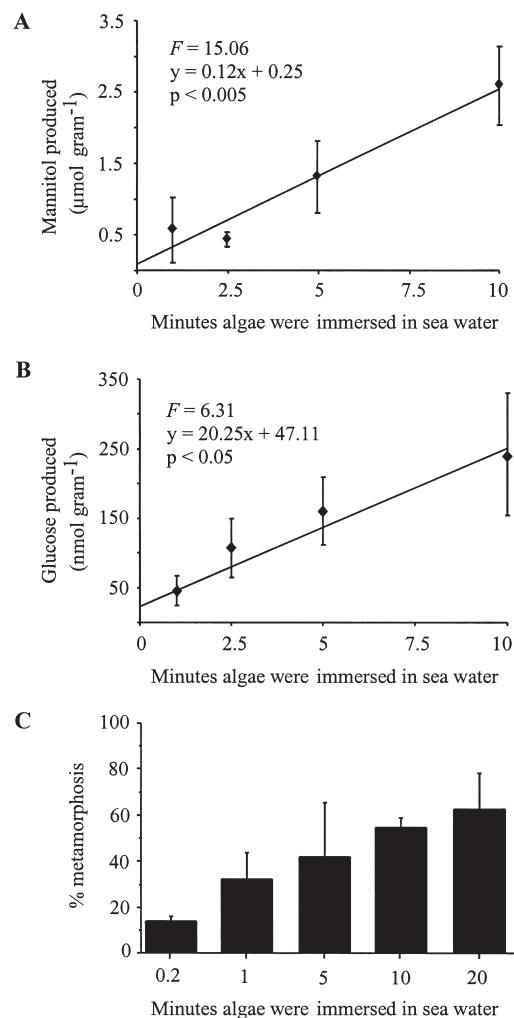 A
3.5
2.5
1.5
0.5
Mannitol produced
(μmol gram⁻¹)
F = 15.06
y = 0.12x + 0.25
p < 0.005
0 2.5 5 7.5 10
Minutes algae were immersed in sea water
B
350
250
150
50
Glucose produced
(nmol gram⁻¹)
F = 6.31
y = 20.25x + 47.11
p < 0.05
0 2.5 5 7.5 10
Minutes algae were immersed in sea water
C
100
80
60
40
20
0
% metamorphosis
0.2 1 5 10 20
Minutes algae were immersed in sea water